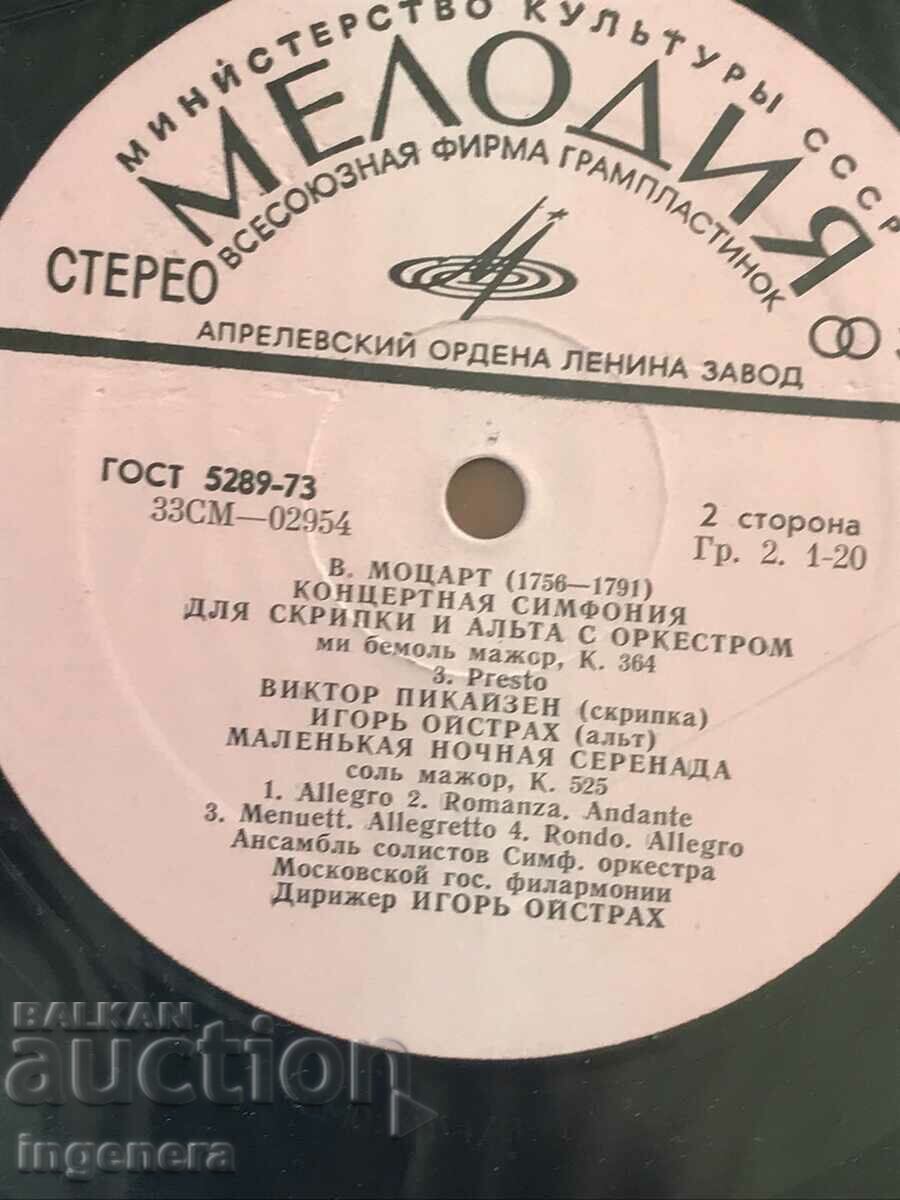 МИНИСТЕРСТВО КУЛЬТУРЫ СССР
МЕЛОДИЯ
ВСЕСОЮЗНАЯ ФИРМА ГРАМПЛАСТИНОК
СТЕРЕО
АПРЕЛЕВСКИЙ ОРДЕНА ЛЕНИНА ЗАВОД
ГОСТ 5289-73
33СМ—02954
2 сторона
Гр. 2. 1-20
В. МОЦАРТ (1756—1791)
КОНЦЕРТНАЯ СИМФОНИЯ
ДЛЯ СКРИПКИ И АЛЬТА С ОРКЕСТРОМ
ми бемоль мажор, К. 364
3. Presto
ВИКТОР ПИКАЙЗЕН (скрипка)
ИГОРЬ ОЙСТРАХ (альт)
МАЛЕНЬКАЯ НОЧНАЯ СЕРЕНАДА
соль мажор, К. 525
1. Allegro 2. Romanza. Andante
3. Menuett. Allegretto 4. Rondo. Allegro
Ансамбль солистов Симф. оркестра
Московской гос. филармонии
Дирижер ИГОРЬ ОЙСТРАХ
BALKAN
auction
ingenera